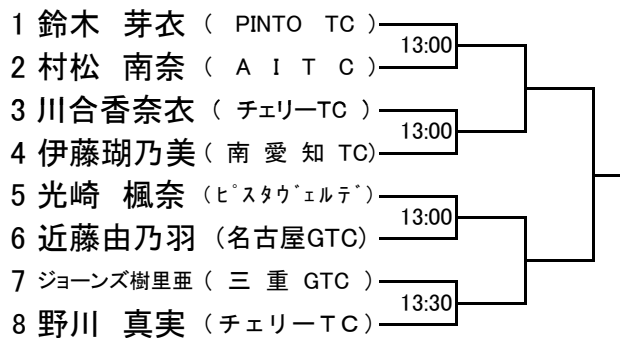 1 鈴木 芽衣 ( PINTO TC )
13:00
2 村松 南奈 ( A I T C )
3 川合香奈衣 ( チェリーTC )
13:00
4 伊藤瑚乃美 ( 南 愛 知 TC)
5 光崎 楓奈 (ﾋﾟｽﾀｳﾞｪﾙﾃﾞ)
13:00
6 近藤由乃羽 (名古屋GTC)
7 ジョーンズ樹里亜 ( 三 重 GTC )
13:30
8 野川 真実 (チェリーTC)